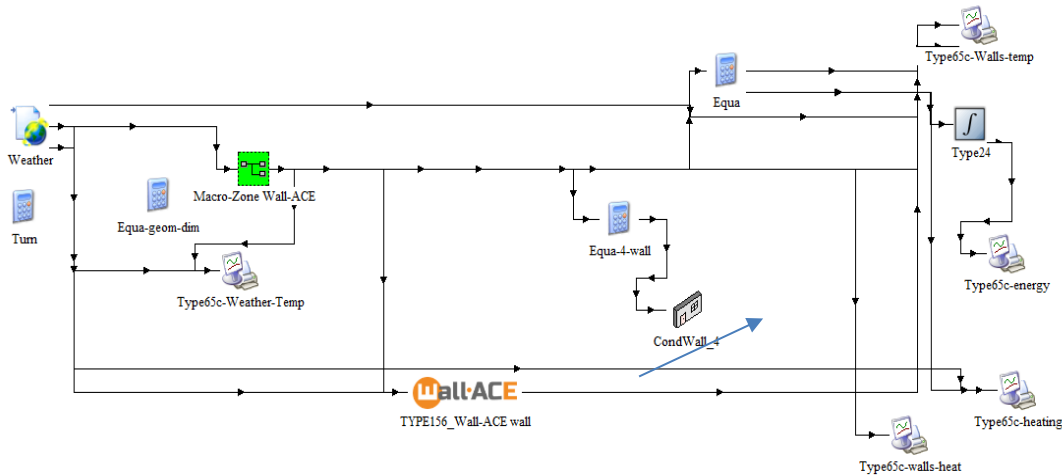 Type65c-Walls-temp
Equa
Weather
Type24
Macro-Zone Wall-ACE
Turn
Equa-geom-dim
Equa-4-wall
Type65c-Weather-Temp
Type65c-energy
CondWall_4
Wall·ACE
TYPE156_Wall-ACE wall
Type65c-heating
Type65c-walls-heat